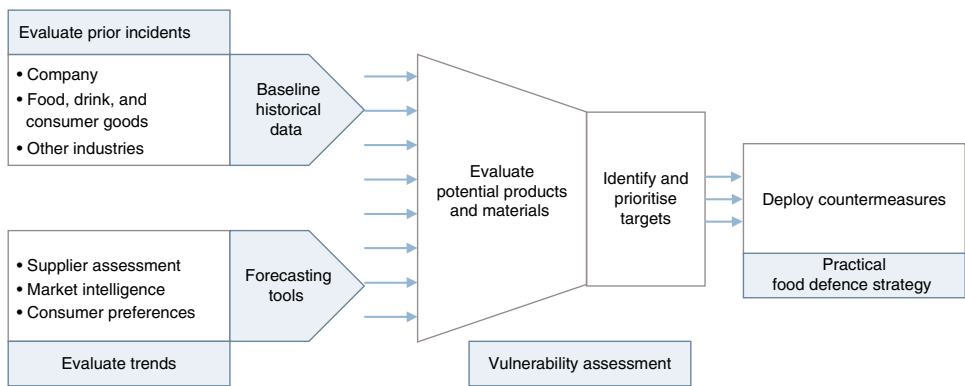 Evaluate prior incidents
• Company
• Food, drink, and
consumer goods
• Other industries
Baseline
historical
data
• Supplier assessment
• Market intelligence
• Consumer preferences
Evaluate trends
Forecasting
tools
Evaluate
potential products
and materials
Identify and
prioritise
targets
Vulnerability assessment
Deploy countermeasures
Practical
food defence strategy